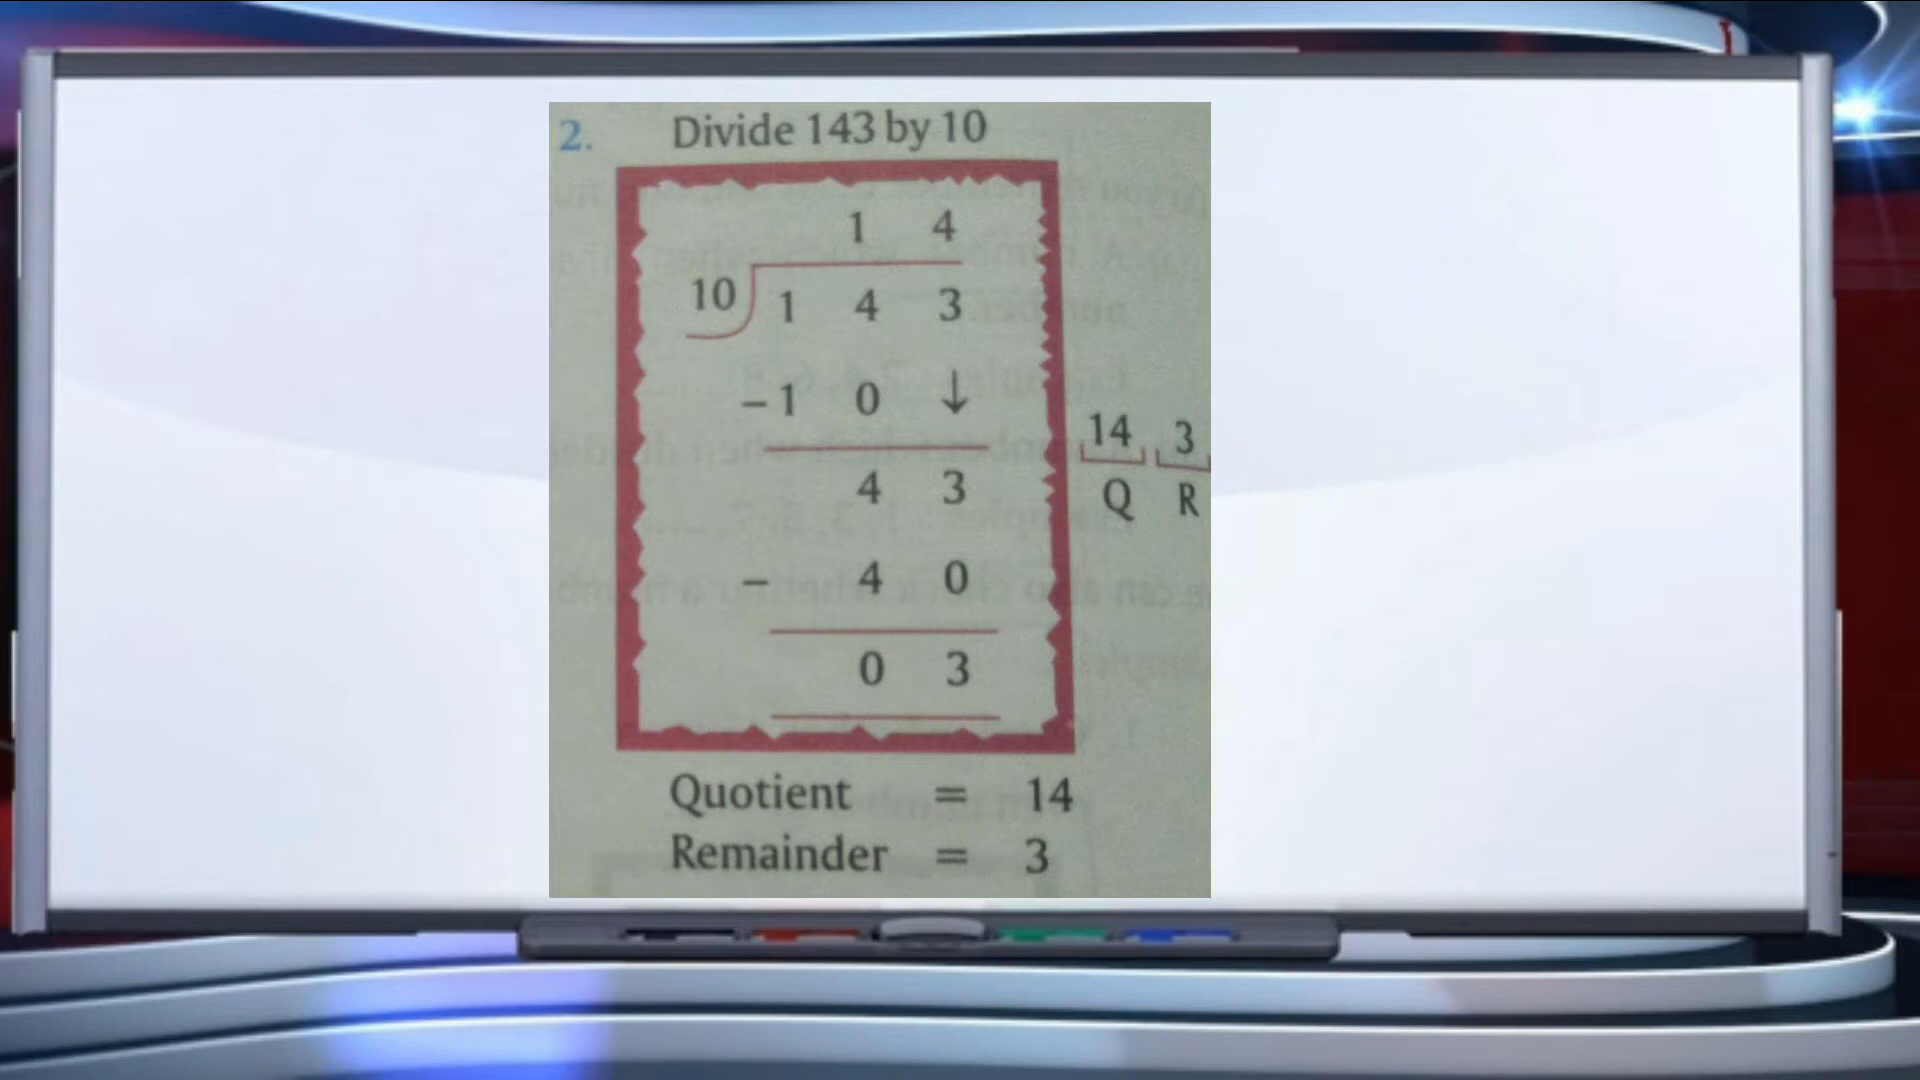 2. Divide 143 by 10
1 4
10 1 4 3
– 1 0 ↓
4 3
14 3
Q R
– 4 0
0 3
Quotient = 14
Remainder = 3